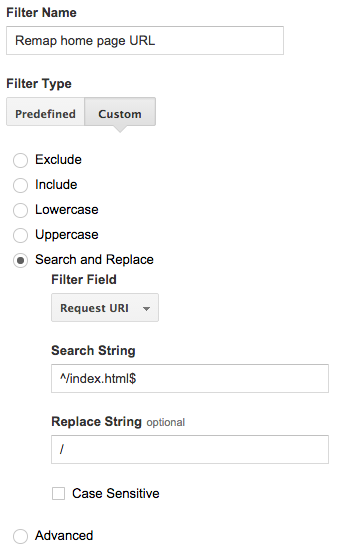 Filter Name
Remap home page URL
Filter Type
Predefined Custom
Exclude
Include
Lowercase
Uppercase
Search and Replace
Filter Field
Request URI
Search String
^/index.html$
Replace String optional
/
Case Sensitive
Advanced